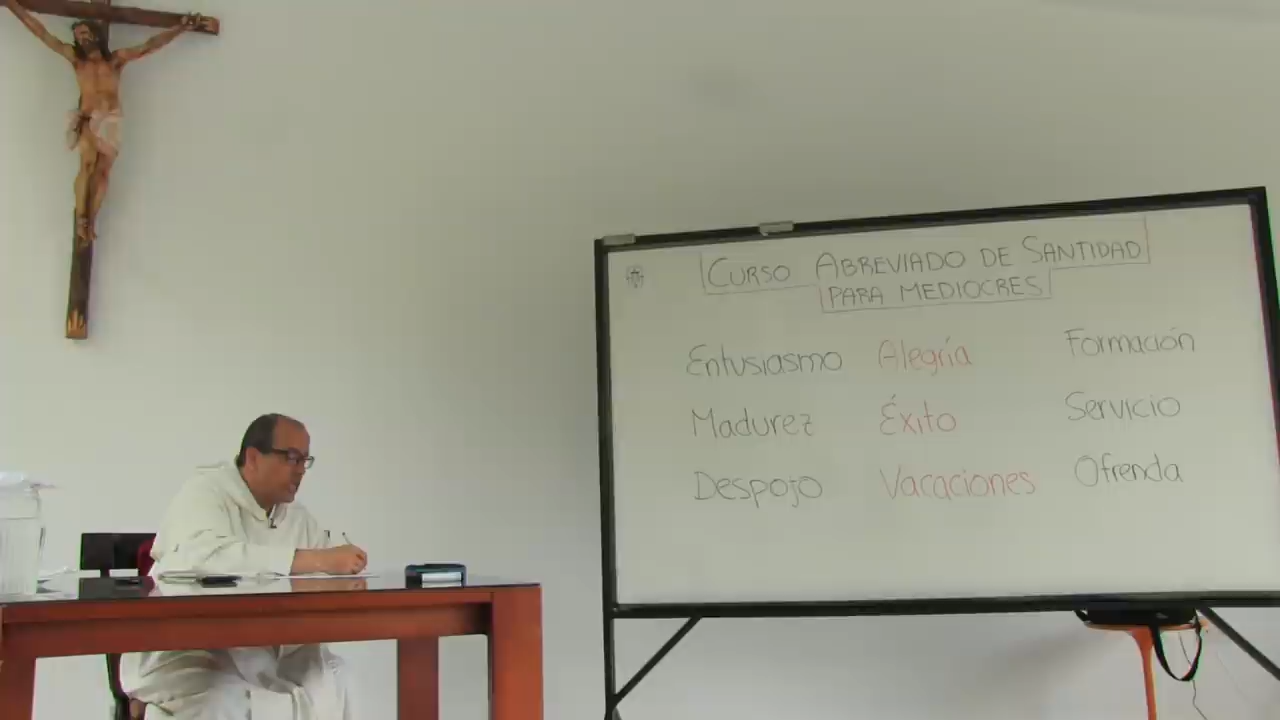 CURSO ABREVIADO DE SANTIDAD
PARA MEDIOCRES
Entusiasmo Alegría Formación
Madurez Éxito Servicio
Despojo Vacaciones Ofrenda